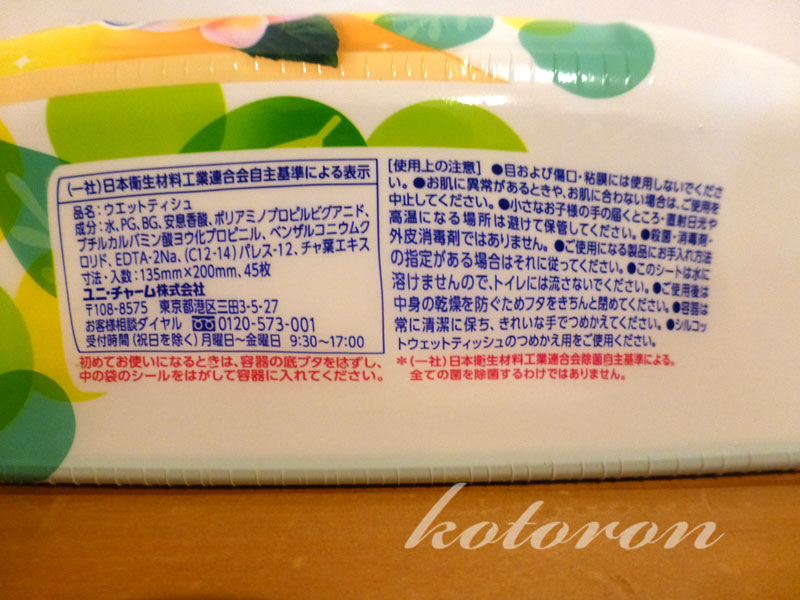 (一社)日本衛生材料工業連合会自主基準による表示
品名:ウエットティシュ
成分:水、PG、BG、安息香酸、ポリアミノプロピルビグアニド、
ブチルカルバミン酸ヨウ化プロピニル、ベンザルコニウムク
ロリド、EDTA-2Na、(C12-14)パレス-12、チャ葉エキス
寸法・入数:135mm×200mm、45枚
ユニ・チャーム株式会社
〒108-8575 東京都港区三田3-5-27
お客様相談ダイヤル 0120-573-001
受付時間(祝日を除く)月曜日~金曜日 9:30~17:00
初めてお使いになるときは、容器の底ブタをはずし、
中の袋のシールをはがして容器に入れてください。
[使用上の注意] ●目および傷口・粘膜には使用しないでくださ
い。●お肌に異常があるときや、お肌に合わない場合は、ご使用を
中止してください。●小さなお子様の手の届くところ・直射日光や
高温になる場所は避けて保管してください。●殺菌・消毒剤・
外皮消毒剤ではありません。●ご使用になる製品にお手入れ方法
の指定がある場合はそれに従ってください。●このシートは水に
溶けませんので、トイレには流さないでください。●ご使用後は
中身の乾燥を防ぐためフタをきちんと閉めてください。●容器は
常に清潔に保ち、きれいな手でつめかえてください。●シルコッ
トウェットティッシュのつめかえ用をご使用ください。
*(一社)日本衛生材料工業連合会除菌自主基準による。
全ての菌を除菌するわけではありません。
kotoron